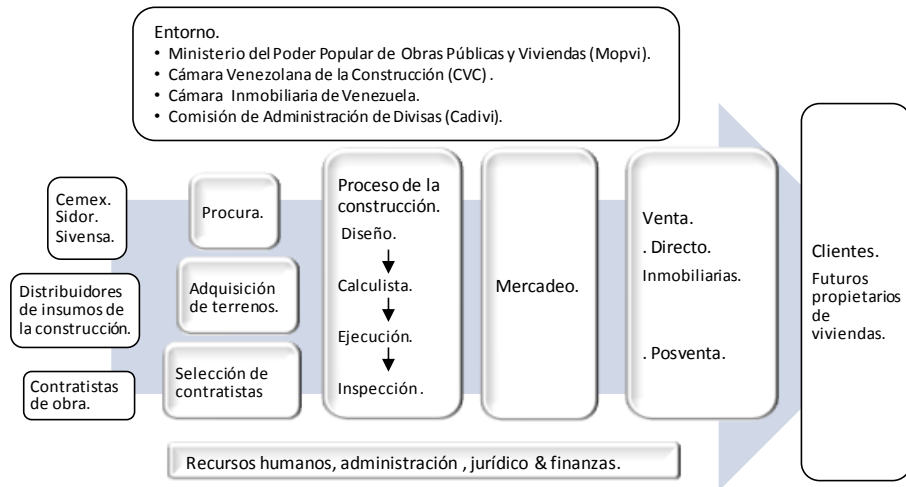 Entorno.
• Ministerio del Poder Popular de Obras Públicas y Viviendas (Mopvi).
• Cámara Venezolana de la Construcción (CVC) .
• Cámara Inmobiliaria de Venezuela.
• Comisión de Administración de Divisas (Cadivi).
Cemex.
Sidor.
Sivensa.
Distribuidores
de insumos de
la construcción.
Contratistas
de obra.
Procura.
Adquisición
de terrenos.
Selección de
contratistas
Proceso de la
construcción.
Diseño.
Calculista.
Ejecución.
Inspección .
Mercadeo.
Venta.
. Directo.
Inmobiliarias.
. Posventa.
Clientes.
Futuros
propietarios
de
viviendas.
Recursos humanos, administración , jurídico & finanzas.